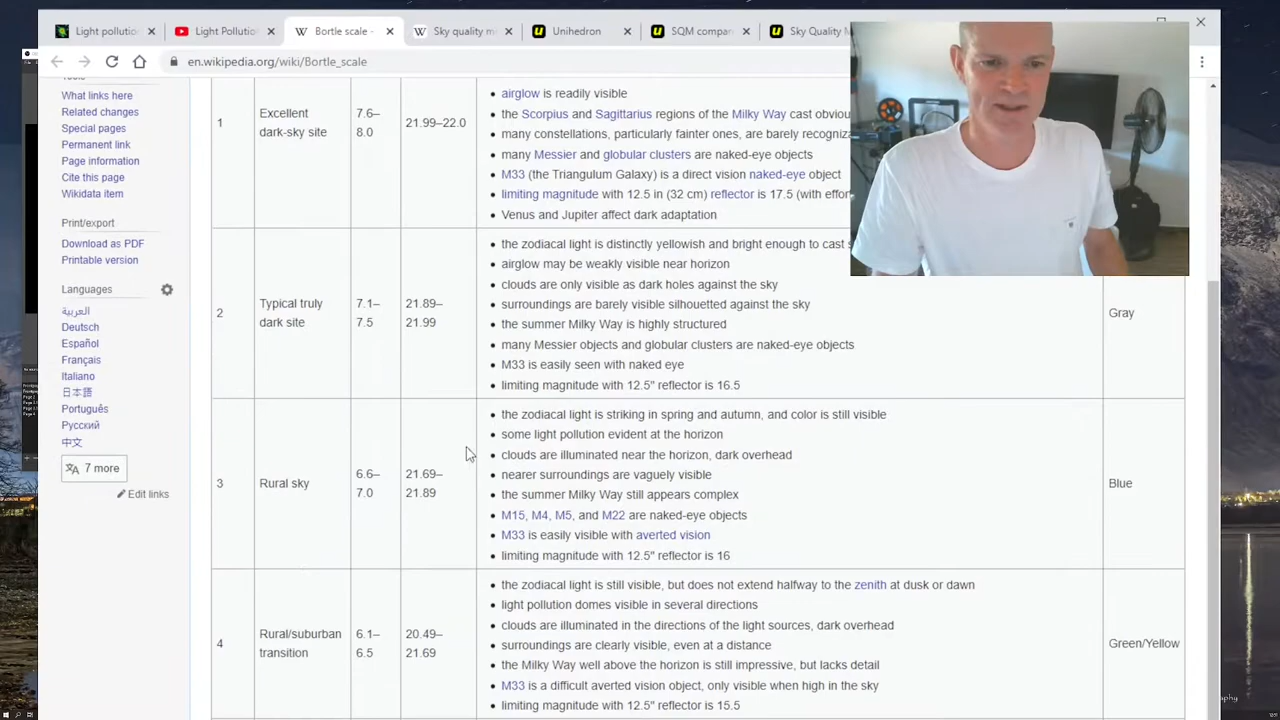 Light pollutio
Light Pollutio
Bortle scale -
Sky quality m
Unihedron
SQM compar
Sky Quality M
en.wikipedia.org/wiki/Bortle_scale
Tools
What links here
Related changes
Special pages
Permanent link
Page information
Cite this page
Wikidata item
Print/export
Download as PDF
Printable version
Languages
العربية
Deutsch
Español
Français
Italiano
日本語
Português
Русский
中文
7 more
Edit links
1
Excellent
dark-sky site
7.6–
8.0
21.99–22.0
airglow is readily visible
the Scorpius and Sagittarius regions of the Milky Way cast obviou
many constellations, particularly fainter ones, are barely recogniza
many Messier and globular clusters are naked-eye objects
M33 (the Triangulum Galaxy) is a direct vision naked-eye object
limiting magnitude with 12.5 in (32 cm) reflector is 17.5 (with effor
Venus and Jupiter affect dark adaptation
2
Typical truly
dark site
7.1–
7.5
21.89–
21.99
the zodiacal light is distinctly yellowish and bright enough to cast s
airglow may be weakly visible near horizon
clouds are only visible as dark holes against the sky
surroundings are barely visible silhouetted against the sky
the summer Milky Way is highly structured
many Messier objects and globular clusters are naked-eye objects
M33 is easily seen with naked eye
limiting magnitude with 12.5" reflector is 16.5
Gray
3
Rural sky
6.6–
7.0
21.69–
21.89
the zodiacal light is striking in spring and autumn, and color is still visible
some light pollution evident at the horizon
clouds are illuminated near the horizon, dark overhead
nearer surroundings are vaguely visible
the summer Milky Way still appears complex
M15, M4, M5, and M22 are naked-eye objects
M33 is easily visible with averted vision
limiting magnitude with 12.5" reflector is 16
Blue
4
Rural/suburban
transition
6.1–
6.5
20.49–
21.69
the zodiacal light is still visible, but does not extend halfway to the zenith at dusk or dawn
light pollution domes visible in several directions
clouds are illuminated in the directions of the light sources, dark overhead
surroundings are clearly visible, even at a distance
the Milky Way well above the horizon is still impressive, but lacks detail
M33 is a difficult averted vision object, only visible when high in the sky
limiting magnitude with 12.5" reflector is 15.5
Green/Yellow